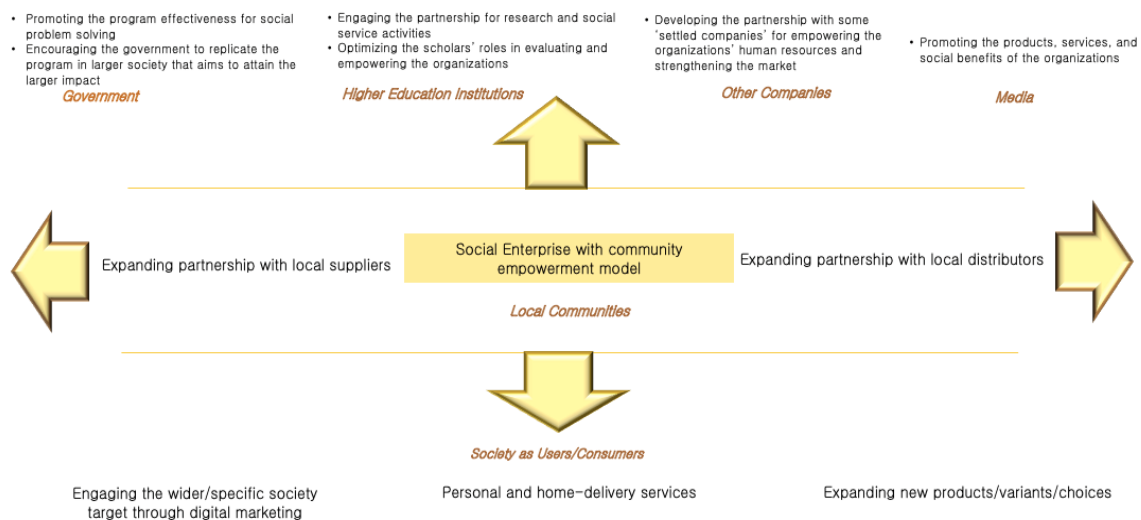 • Promoting the program effectiveness for social
problem solving
• Encouraging the government to replicate the
program in larger society that aims to attain the
larger impact
Government
• Engaging the partnership for research and social
service activities
• Optimizing the scholars' roles in evaluating and
empowering the organizations
Higher Education Institutions
• Developing the partnership with some
'settled companies' for empowering the
organizations' human resources and
strengthening the market
Other Companies
• Promoting the products, services, and
social benefits of the organizations
Media
Expanding partnership with local suppliers
Social Enterprise with community
empowerment model
Expanding partnership with local distributors
Local Communities
Society as Users/Consumers
Engaging the wider/specific society
target through digital marketing
Personal and home-delivery services
Expanding new products/variants/choices